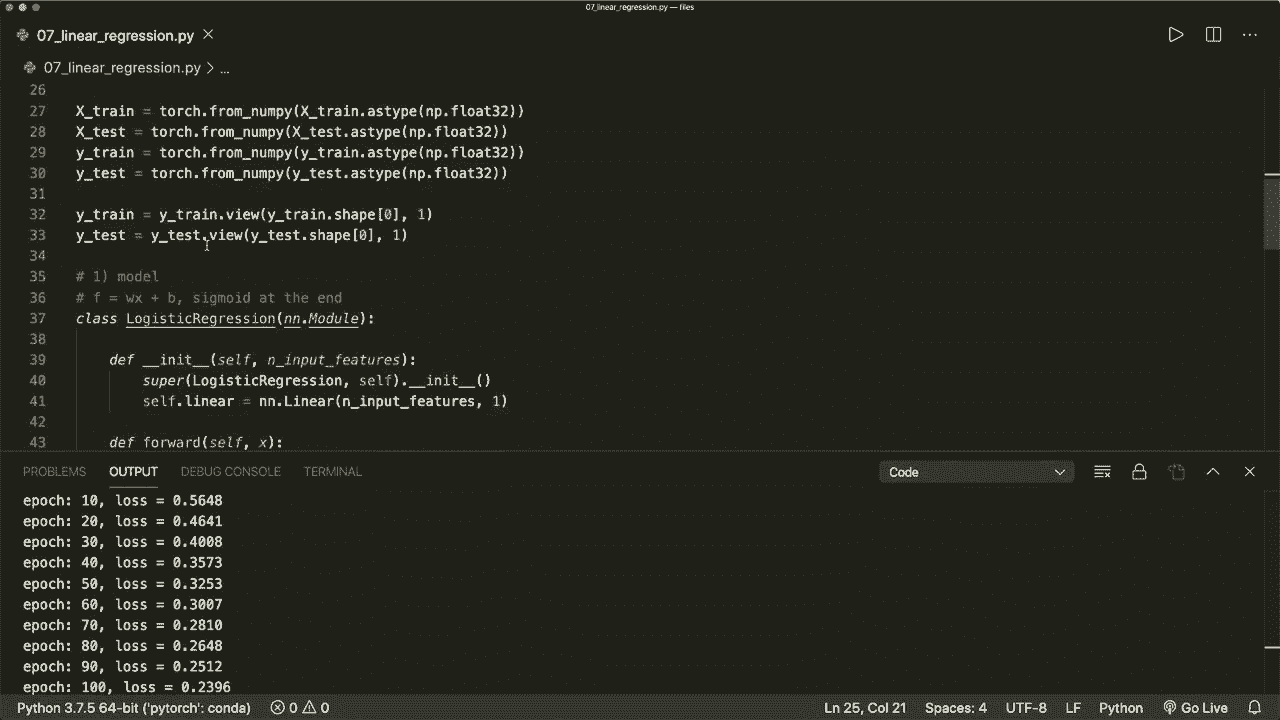 07_linear_regression.py — files
07_linear_regression.py
07_linear_regression.py > ...
26
27 X_train = torch.from_numpy(X_train.astype(np.float32))
28 X_test = torch.from_numpy(X_test.astype(np.float32))
29 y_train = torch.from_numpy(y_train.astype(np.float32))
30 y_test = torch.from_numpy(y_test.astype(np.float32))
31
32 y_train = y_train.view(y_train.shape[0], 1)
33 y_test = y_test.view(y_test.shape[0], 1)
34
35 # 1) model
36 # f = wx + b, sigmoid at the end
37 class LogisticRegression(nn.Module):
38
39 def __init__(self, n_input_features):
40 super(LogisticRegression, self).__init__()
41 self.linear = nn.Linear(n_input_features, 1)
42
43 def forward(self, x):
PROBLEMS OUTPUT DEBUG CONSOLE TERMINAL Code
epoch: 10, loss = 0.5648
epoch: 20, loss = 0.4641
epoch: 30, loss = 0.4008
epoch: 40, loss = 0.3573
epoch: 50, loss = 0.3253
epoch: 60, loss = 0.3007
epoch: 70, loss = 0.2810
epoch: 80, loss = 0.2648
epoch: 90, loss = 0.2512
epoch: 100, loss = 0.2396
Python 3.7.5 64-bit ('pytorch': conda) 0 0 Ln 25, Col 21 Spaces: 4 UTF-8 LF Python Go Live